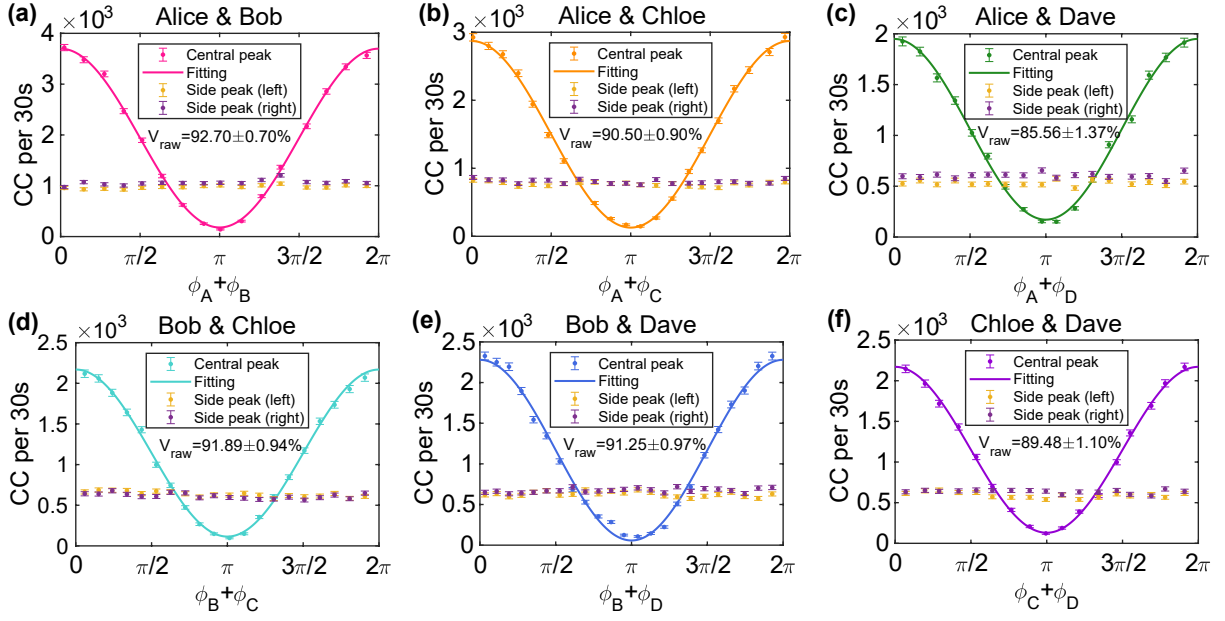 (a) Alice & Bob
×10³
CC per 30s
4
3
2
1
0
Central peak
Fitting
Side peak (left)
Side peak (right)
V_raw=92.70±0.70%
0 π/2 π 3π/2 2π
ϕ_A+ϕ_B
(b) Alice & Chloe
×10³
CC per 30s
3
2
1
0
Central peak
Fitting
Side peak (left)
Side peak (right)
V_raw=90.50±0.90%
0 π/2 π 3π/2 2π
ϕ_A+ϕ_C
(c) Alice & Dave
×10³
CC per 30s
2
1.5
1
0.5
0
Central peak
Fitting
Side peak (left)
Side peak (right)
V_raw=85.56±1.37%
0 π/2 π 3π/2 2π
ϕ_A+ϕ_D
(d) Bob & Chloe
×10³
CC per 30s
2.5
2
1.5
1
0.5
0
Central peak
Fitting
Side peak (left)
Side peak (right)
V_raw=91.89±0.94%
0 π/2 π 3π/2 2π
ϕ_B+ϕ_C
(e) Bob & Dave
×10³
CC per 30s
2.5
2
1.5
1
0.5
0
Central peak
Fitting
Side peak (left)
Side peak (right)
V_raw=91.25±0.97%
0 π/2 π 3π/2 2π
ϕ_B+ϕ_D
(f) Chloe & Dave
×10³
CC per 30s
2.5
2
1.5
1
0.5
0
Central peak
Fitting
Side peak (left)
Side peak (right)
V_raw=89.48±1.10%
0 π/2 π 3π/2 2π
ϕ_C+ϕ_D